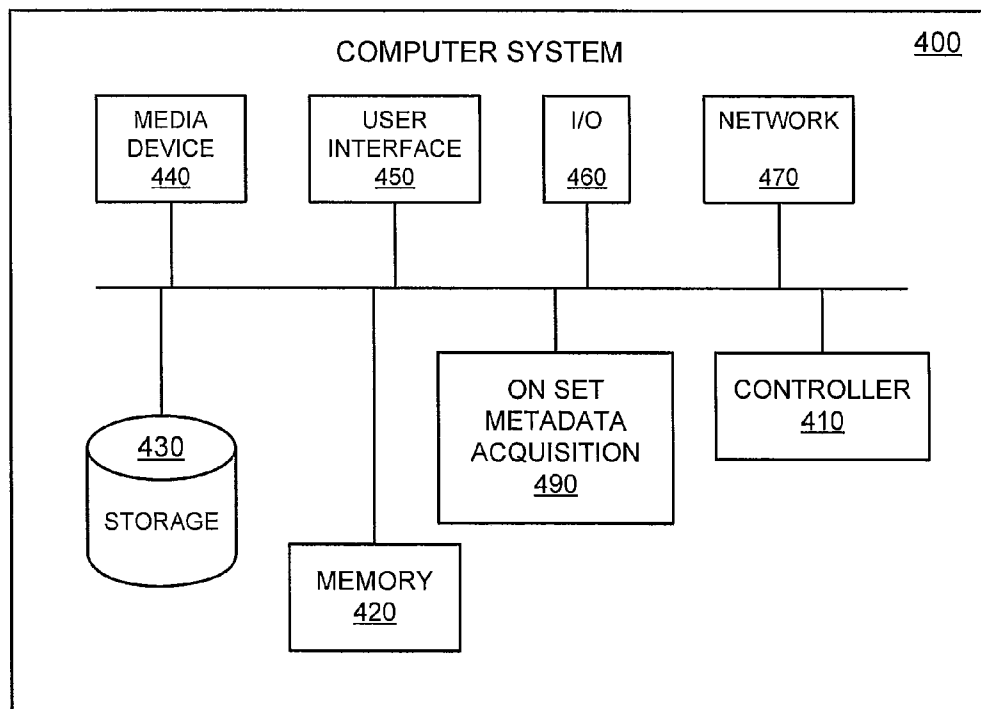 COMPUTER SYSTEM
400
MEDIA
DEVICE
440
USER
INTERFACE
450
I/O
460
NETWORK
470
430
STORAGE
MEMORY
420
ON SET
METADATA
ACQUISITION
490
CONTROLLER
410